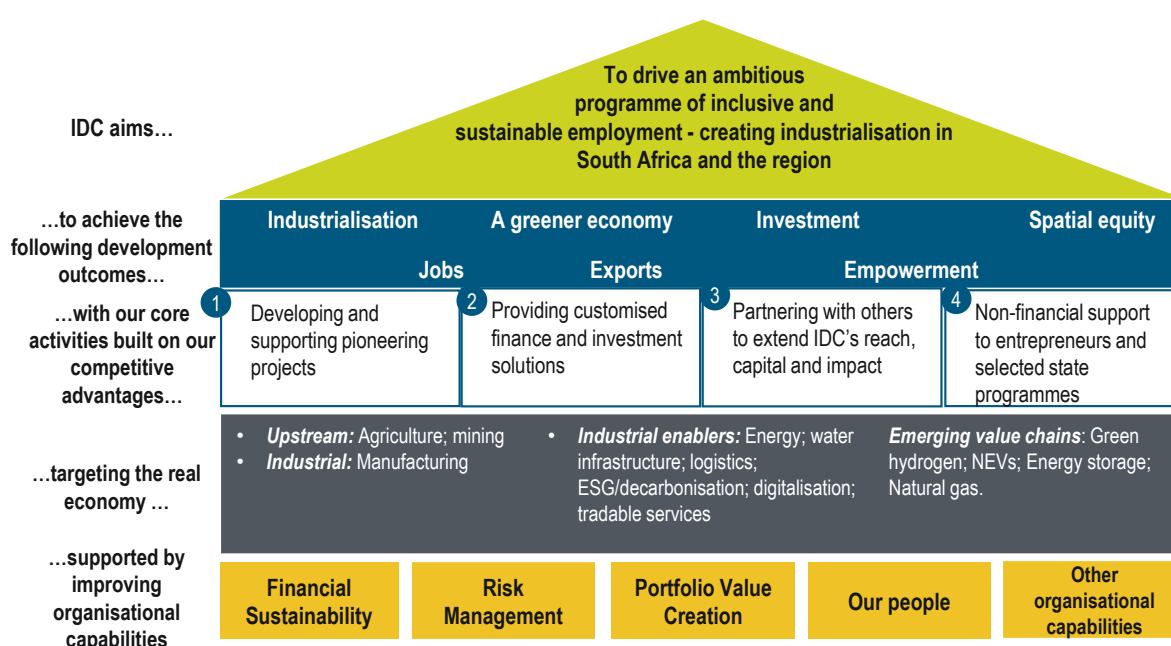 To drive an ambitious
programme of inclusive and
sustainable employment - creating industrialisation in
South Africa and the region
IDC aims…
…to achieve the
following development
outcomes…
Industrialisation
A greener economy
Investment
Spatial equity
Jobs
Exports
Empowerment
…with our core
activities built on our
competitive
advantages…
1
Developing and
supporting pioneering
projects
2
Providing customised
finance and investment
solutions
3
Partnering with others
to extend IDC's reach,
capital and impact
4
Non-financial support
to entrepreneurs and
selected state
programmes
…targeting the real
economy …
• Upstream: Agriculture; mining
• Industrial: Manufacturing
• Industrial enablers: Energy; water
infrastructure; logistics;
ESG/decarbonisation; digitalisation;
tradable services
Emerging value chains: Green
hydrogen; NEVs; Energy storage;
Natural gas.
…supported by
improving
organisational
capabilities
Financial
Sustainability
Risk
Management
Portfolio Value
Creation
Our people
Other
organisational
capabilities